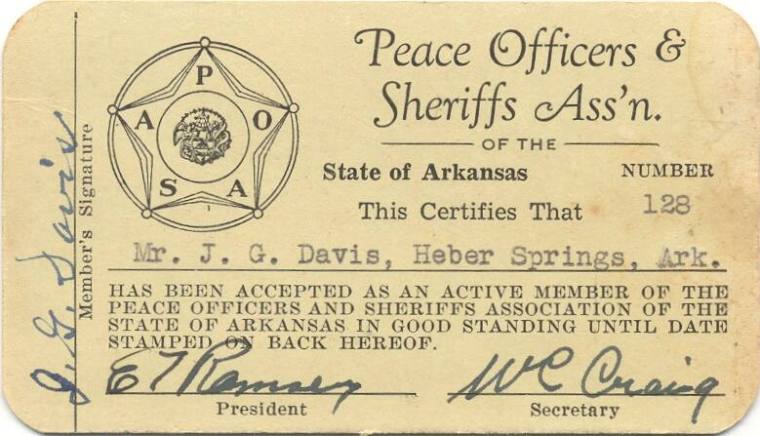 P
A O
S A
Peace Officers &
Sheriffs Ass'n.
OF THE
State of Arkansas
NUMBER
This Certifies That
128
Mr. J. G. Davis, Heber Springs, Ark.
HAS BEEN ACCEPTED AS AN ACTIVE MEMBER OF THE
PEACE OFFICERS AND SHERIFFS ASSOCIATION OF THE
STATE OF ARKANSAS IN GOOD STANDING UNTIL DATE
STAMPED ON BACK HEREOF.
E T Ramsey
President
W C Craig
Secretary
J. G. Davis
Member's Signature